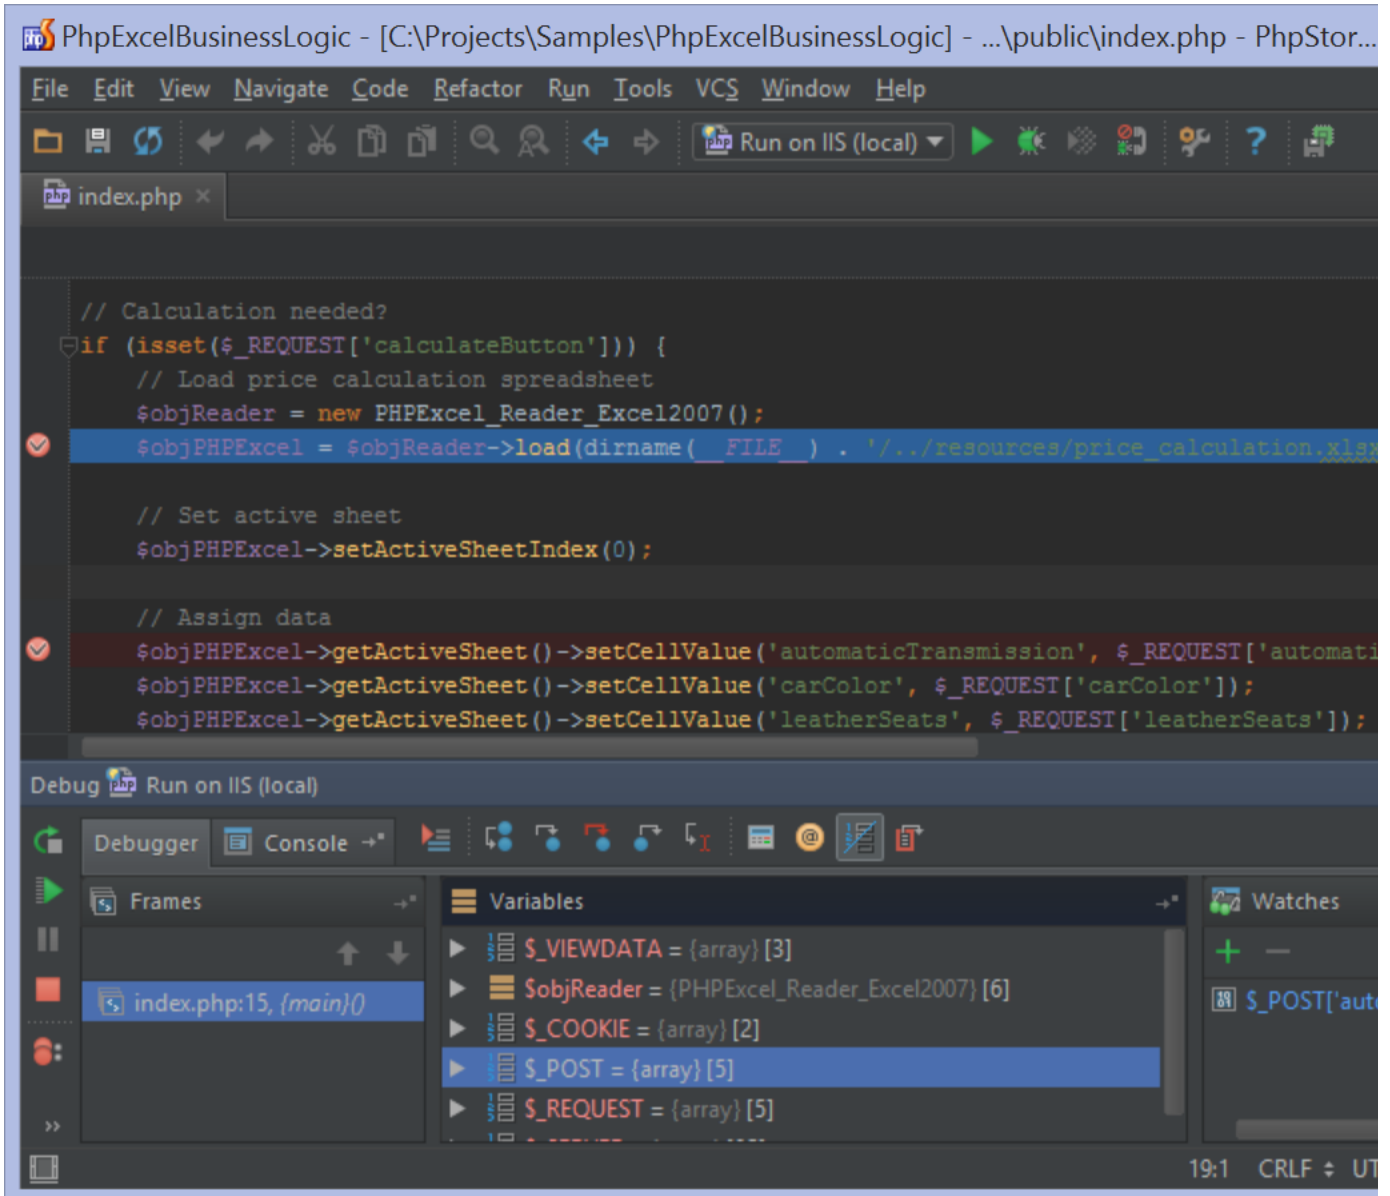 PhpExcelBusinessLogic - [C:\Projects\Samples\PhpExcelBusinessLogic] - ...\public\index.php - PhpStor...
File Edit View Navigate Code Refactor Run Tools VCS Window Help
Run on IIS (local)
index.php
// Calculation needed?
if (isset($_REQUEST['calculateButton'])) {
// Load price calculation spreadsheet
$objReader = new PHPExcel_Reader_Excel2007();
$objPHPExcel = $objReader->load(dirname(__FILE__) . '/../resources/price_calculation.xlsx
// Set active sheet
$objPHPExcel->setActiveSheetIndex(0);
// Assign data
$objPHPExcel->getActiveSheet()->setCellValue('automaticTransmission', $_REQUEST['automati
$objPHPExcel->getActiveSheet()->setCellValue('carColor', $_REQUEST['carColor']);
$objPHPExcel->getActiveSheet()->setCellValue('leatherSeats', $_REQUEST['leatherSeats']);
Debug Run on IIS (local)
Debugger Console
Frames
index.php:15, {main}()
Variables
$_VIEWDATA = {array} [3]
$objReader = {PHPExcel_Reader_Excel2007} [6]
$_COOKIE = {array} [2]
$_POST = {array} [5]
$_REQUEST = {array} [5]
Watches
$_POST['aut
19:1 CRLF UT